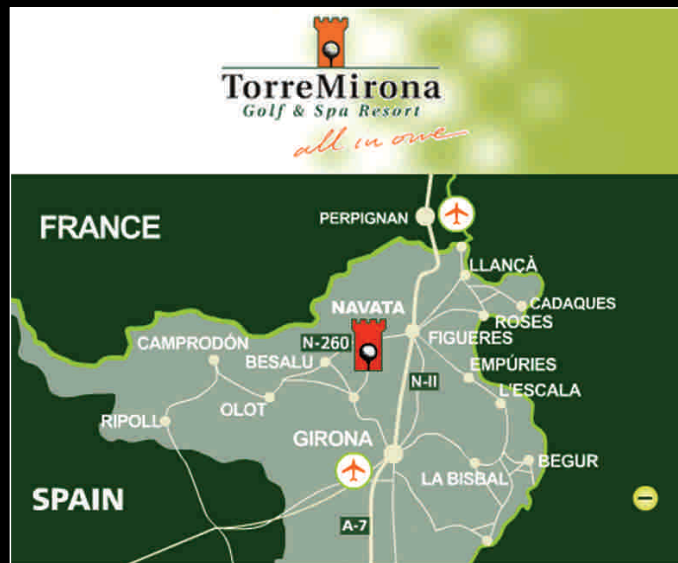 TorreMirona
Golf & Spa Resort
all in one
PERPIGNAN
FRANCE
LLANÇÀ
NAVATA
CADAQUES
ROSES
CAMPRODÓN
N-260
FIGUERES
BESALU
EMPÚRIES
N-II
L'ESCALA
OLOT
RIPOLL
GIRONA
BEGUR
LA BISBAL
SPAIN
A-7